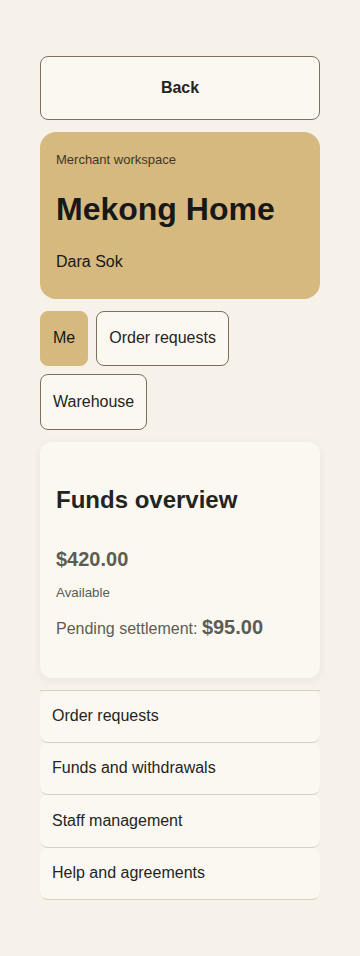 Back
Merchant workspace
Mekong Home
Dara Sok
Me
Order requests
Warehouse
Funds overview
$420.00
Available
Pending settlement: $95.00
Order requests
Funds and withdrawals
Staff management
Help and agreements